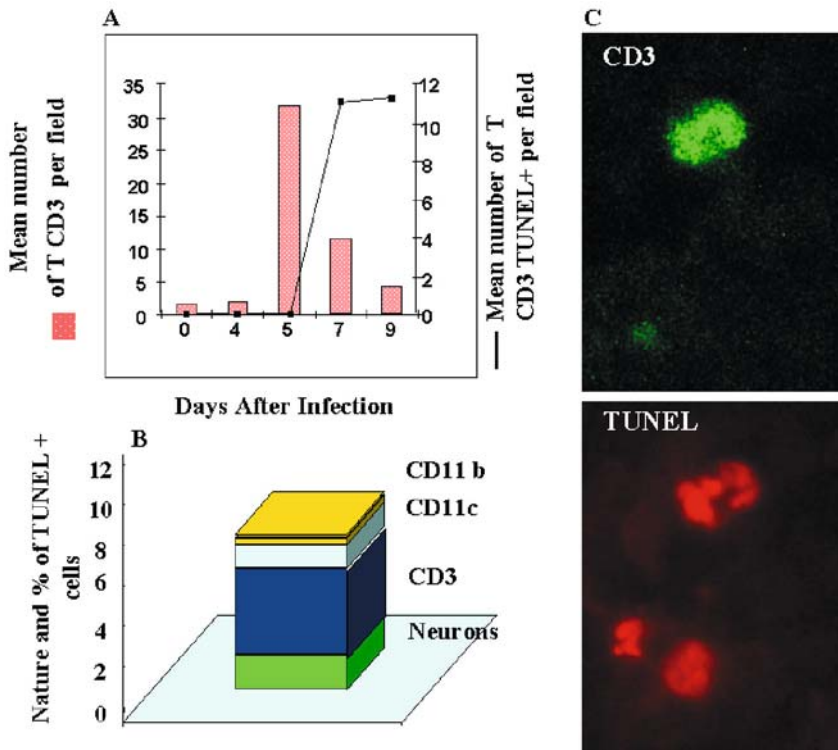 A
Mean number
of T CD3 per field
35
30
25
20
15
10
5
0
12
10
8
6
4
2
0
Mean number of T
CD3 TUNEL+ per field
0 4 5 7 9
Days After Infection
B
Nature and % of TUNEL +
cells
12
10
8
6
4
2
0
CD11 b
CD11c
CD3
Neurons
C
CD3
TUNEL